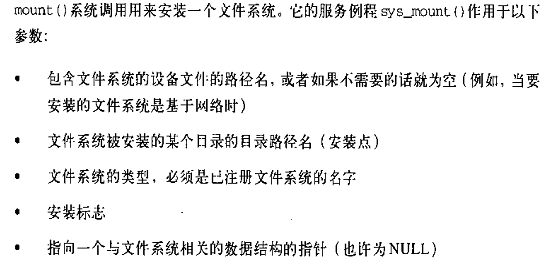 mount()系统调用用来安装一个文件系统。它的服务例程sys_mount()作用于以下
参数:
• 包含文件系统的设备文件的路径名，或者如果不需要的话就为空(例如，当要
安装的文件系统是基于网络时)
• 文件系统被安装的某个目录的目录路径名(安装点)
• 文件系统的类型，必须是已注册文件系统的名字
• 安装标志
• 指向一个与文件系统相关的数据结构的指针(也许为NULL)